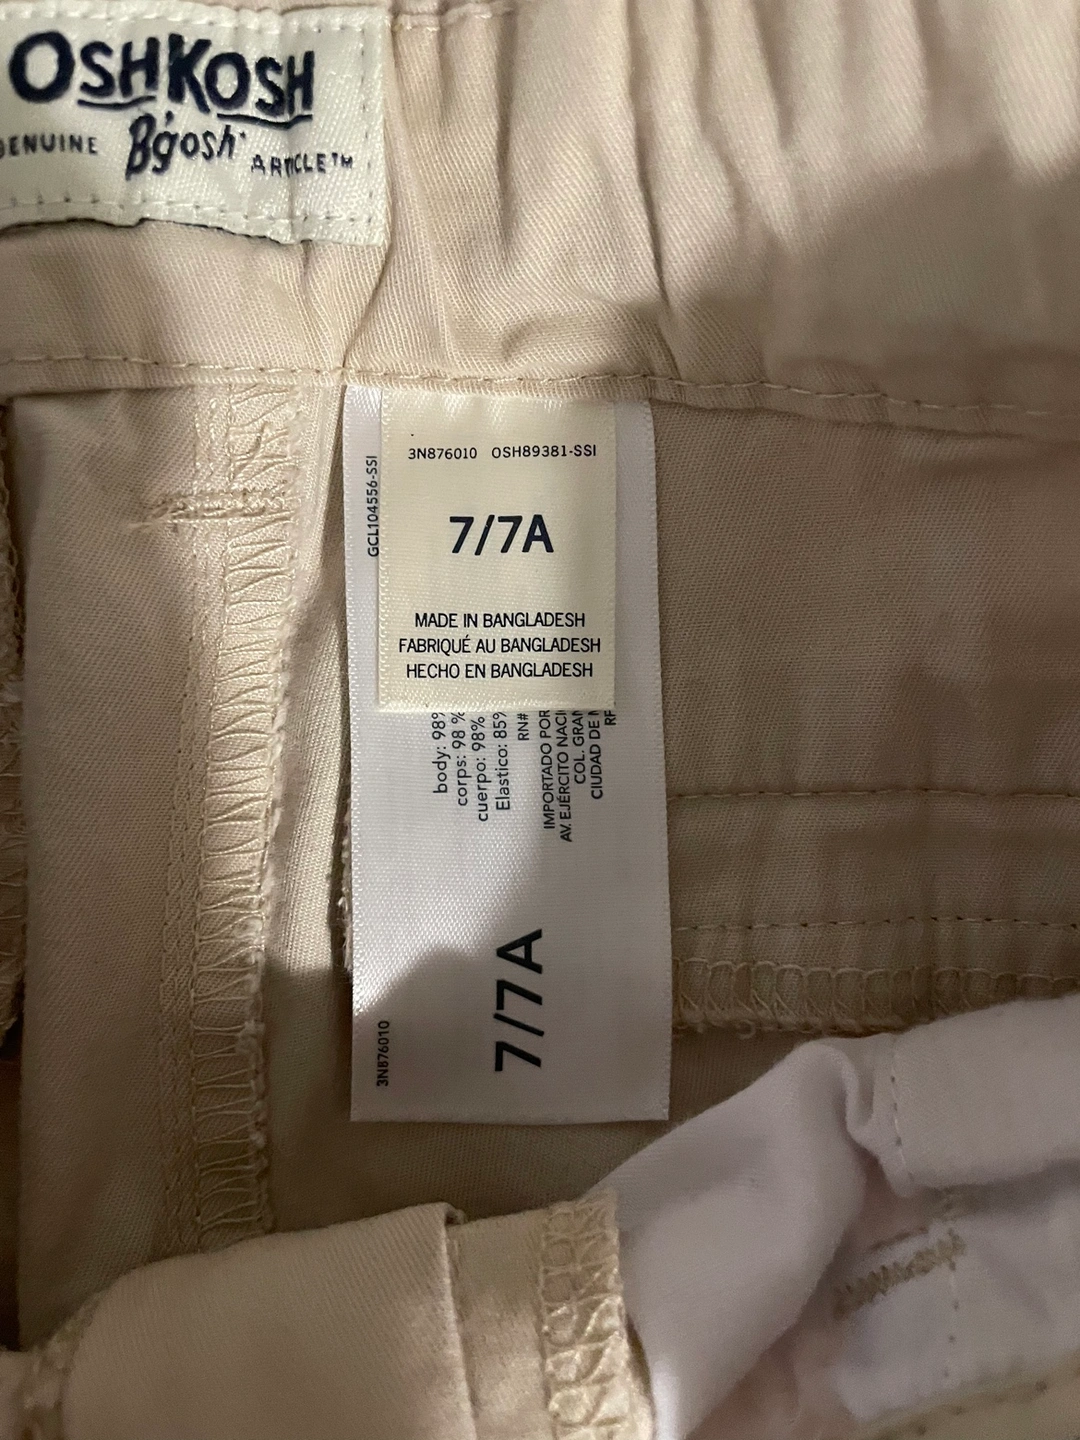 OSHKOSH
GENUINE B'gosh ARTICLE™
GCL104556-SSI
3N876010 OSH89381-SSI
7/7A
MADE IN BANGLADESH
FABRIQUÉ AU BANGLADESH
HECHO EN BANGLADESH
body: 98%
corps: 98 %
cuerpo: 98%
Elastico: 85%
RN#
IMPORTADO POR
AV. EJÉRCITO
COL.
CIUDAD DE
7/7A
3N876010